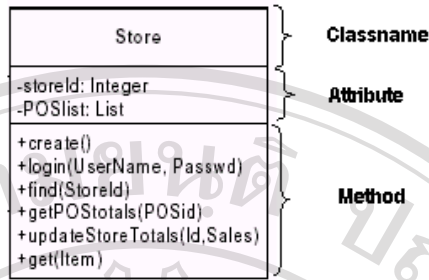 Store
Classname
-storeId: Integer
-POSlist: List
Attribute
+create()
+login(UserName, Passwd)
+find(StoreId)
+getPOStotals(POSid)
+updateStoreTotals(Id,Sales)
+get(Item)
Method